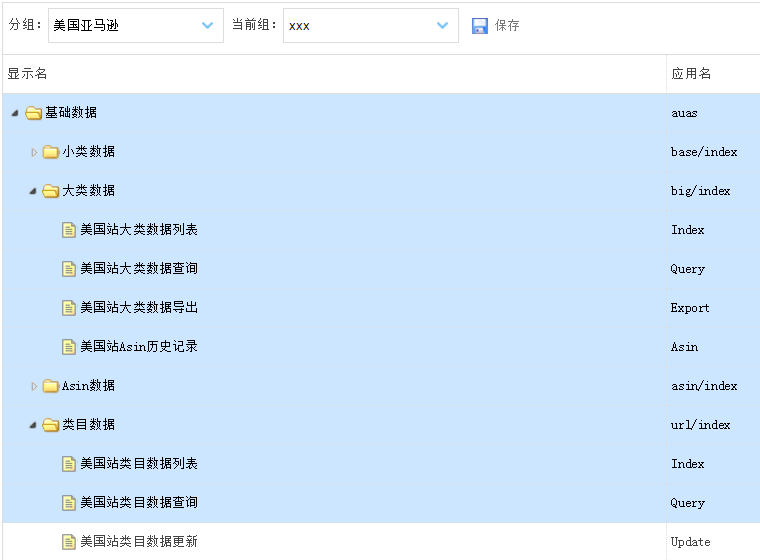 分组： 美国亚马逊 当前组： xxx 保存
显示名 应用名
基础数据 auas
小类数据 base/index
大类数据 big/index
美国站大类数据列表 Index
美国站大类数据查询 Query
美国站大类数据导出 Export
美国站Asin历史记录 Asin
Asin数据 asin/index
类目数据 url/index
美国站类目数据列表 Index
美国站类目数据查询 Query
美国站类目数据更新 Update